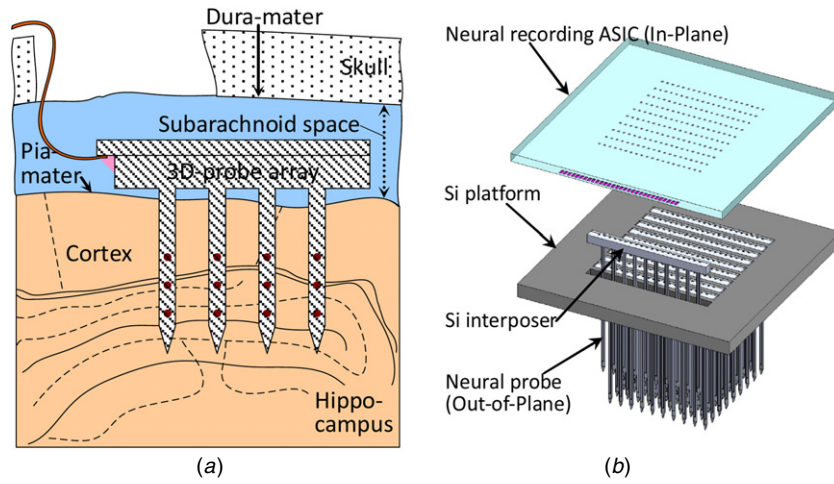 Dura-mater
Skull
Subarachnoid space
Pia-
mater
3D-probe array
Cortex
Hippo-
campus
(a)
Neural recording ASIC (In-Plane)
Si platform
Si interposer
Neural probe
(Out-of-Plane)
(b)